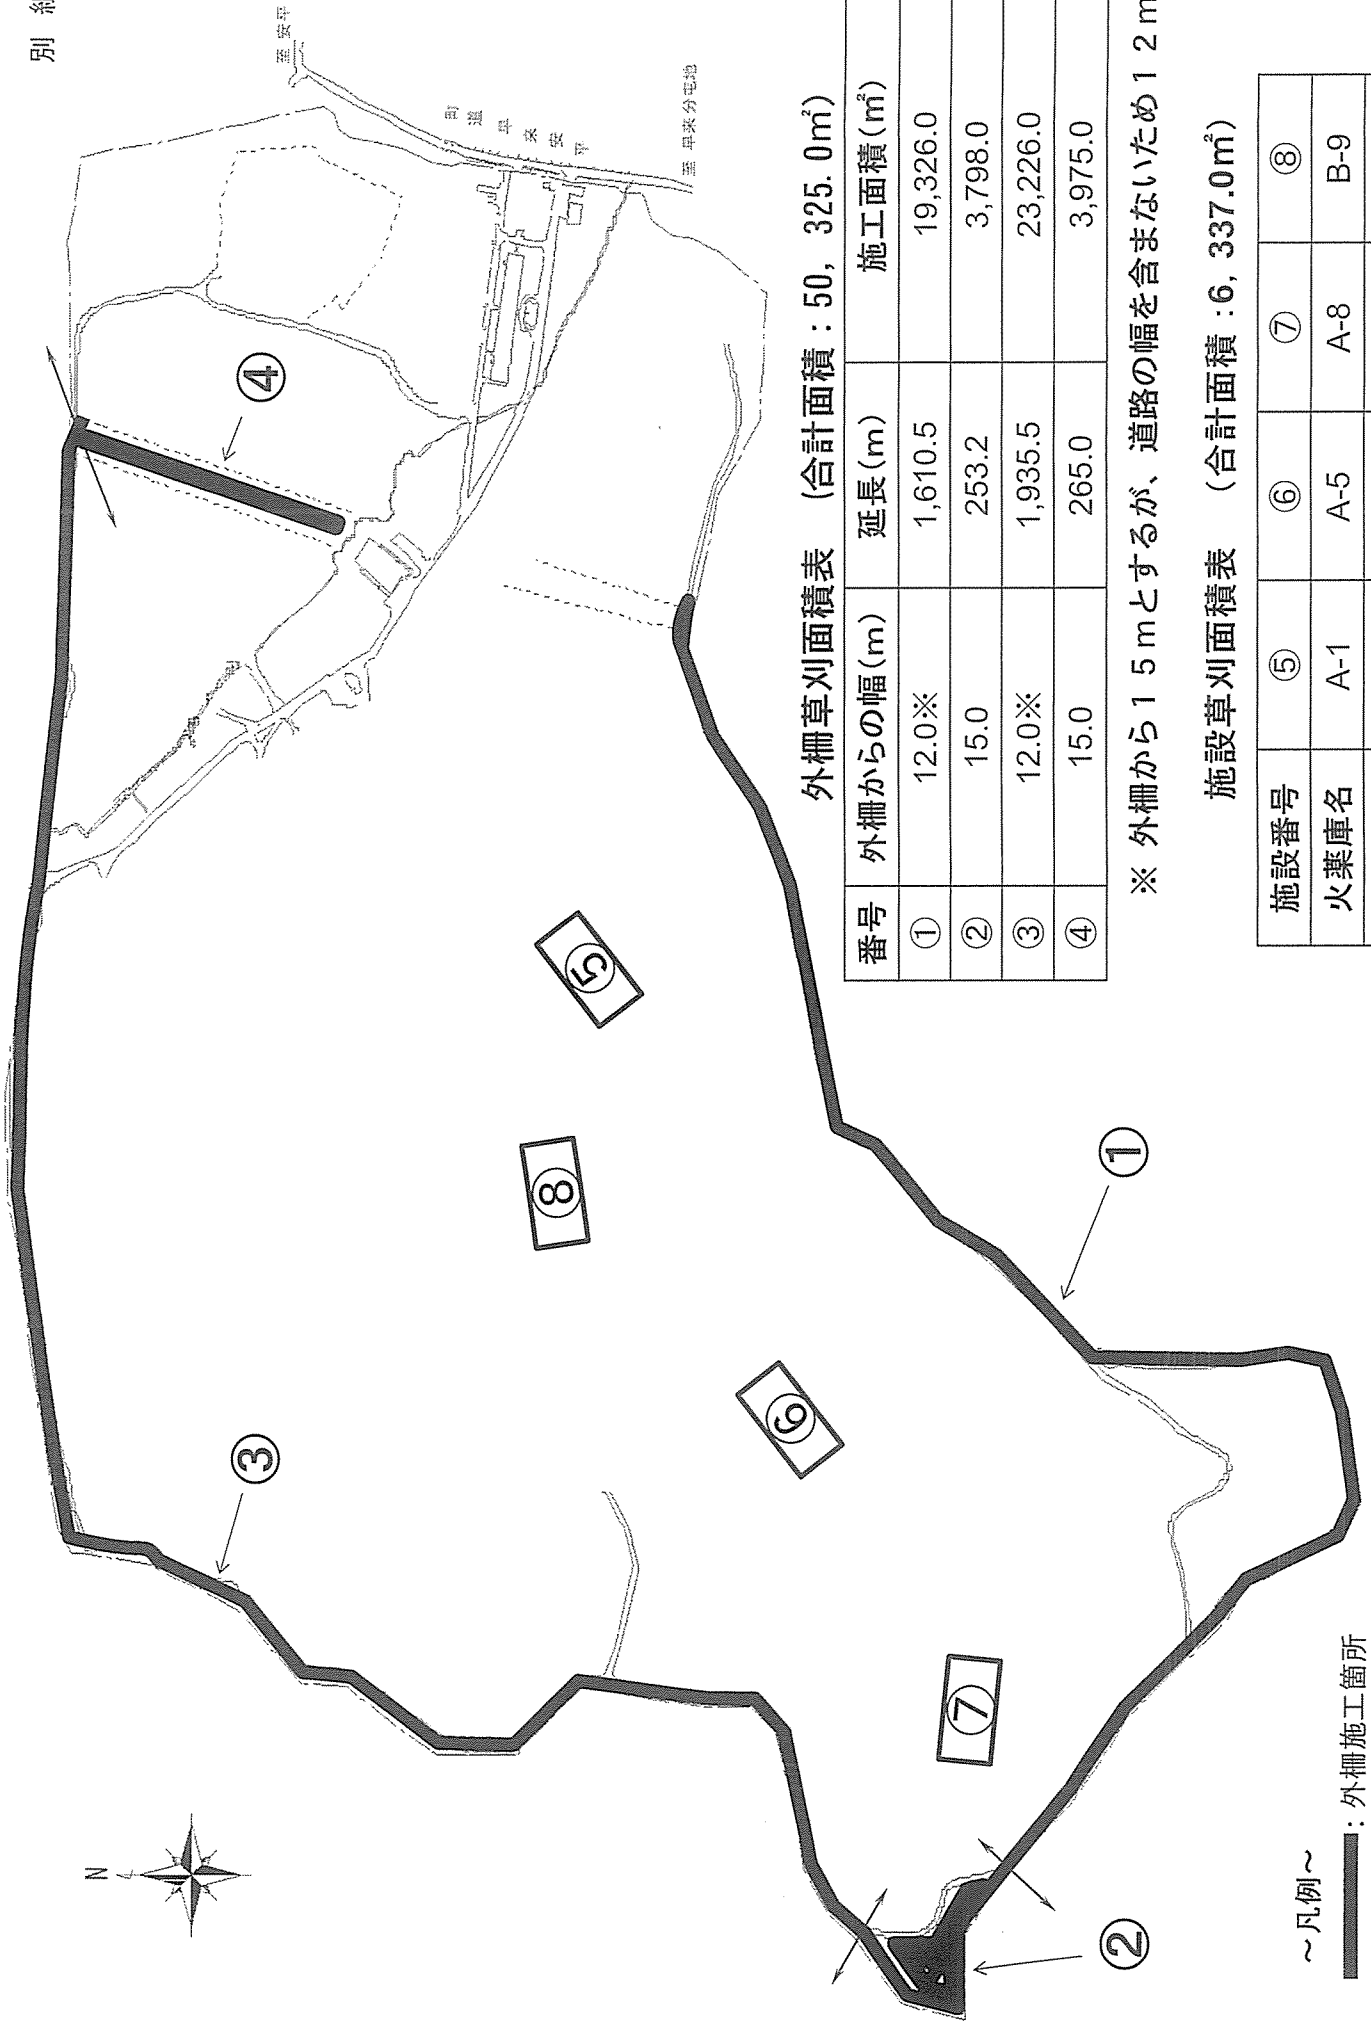 別 紙
至 安平
町道早来安平
至 早来分屯地
N
④
③
⑤
⑧
⑥
⑦
①
②
外柵草刈面積表 (合計面積：50, 325. 0㎡)
番号 外柵からの幅(m) 延長(m) 施工面積(㎡)
① 12.0※ 1,610.5 19,326.0
② 15.0 253.2 3,798.0
③ 12.0※ 1,935.5 23,226.0
④ 15.0 265.0 3,975.0
※ 外柵から１５ｍとするが、道路の幅を含まないため１２ｍ
施設草刈面積表 (合計面積：6, 337.0㎡)
施設番号 ⑤ ⑥ ⑦ ⑧
火薬庫名 A-1 A-5 A-8 B-9
～凡例～
：外柵施工箇所